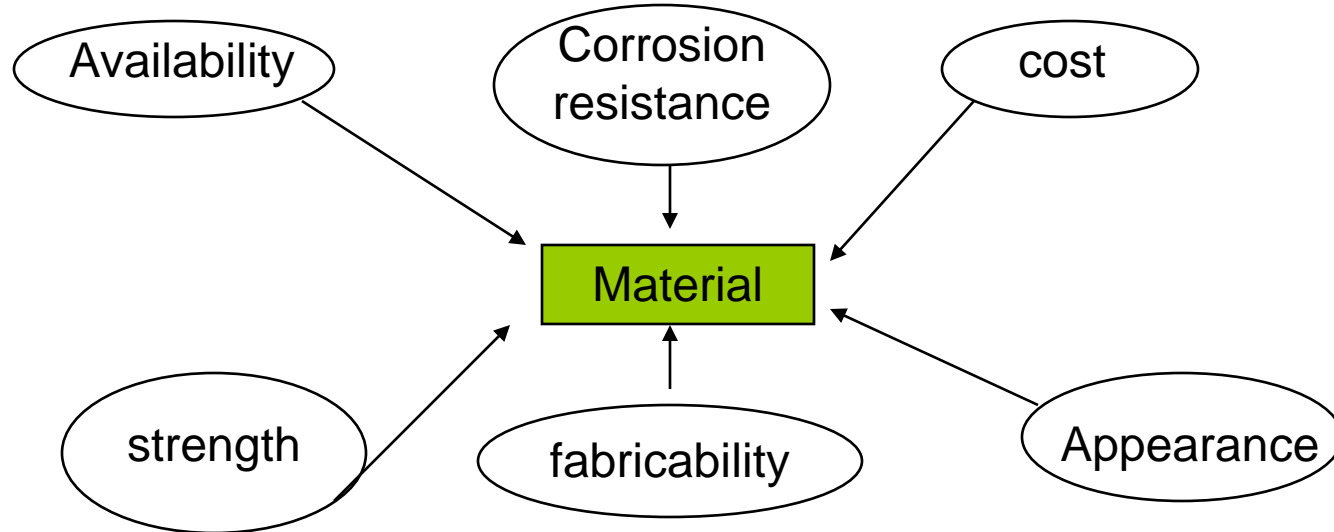 Availability
Corrosion
resistance
cost
Material
strength
fabricability
Appearance